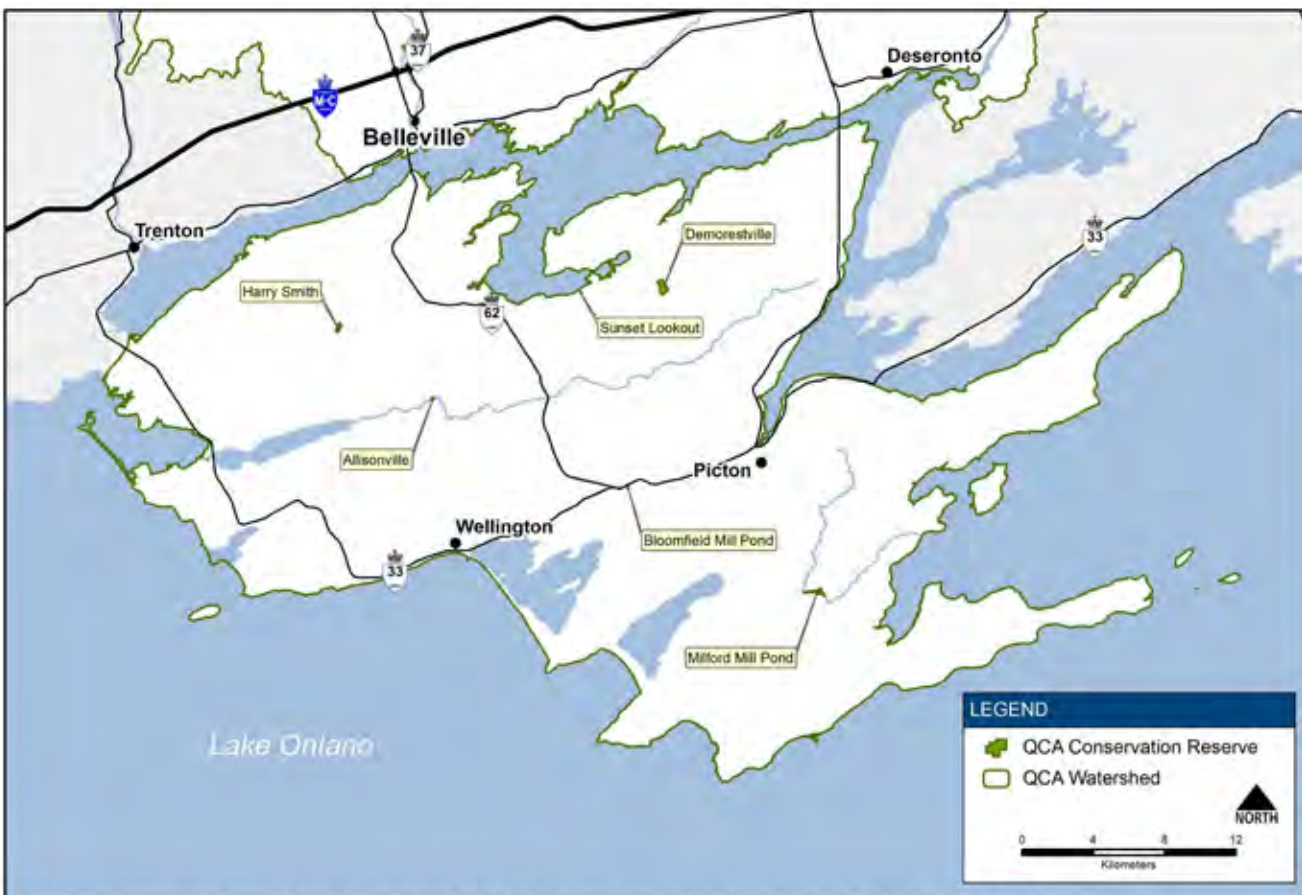 37
Deseronto
M-C
Belleville
Trenton
Demorestville
33
Harry Smith
62
Sunset Lookout
Allisonville
Picton
Wellington
Bloomfield Mill Pond
33
Milford Mill Pond
Lake Ontario
LEGEND
QCA Conservation Reserve
QCA Watershed
NORTH
0 4 8 12
Kilometers